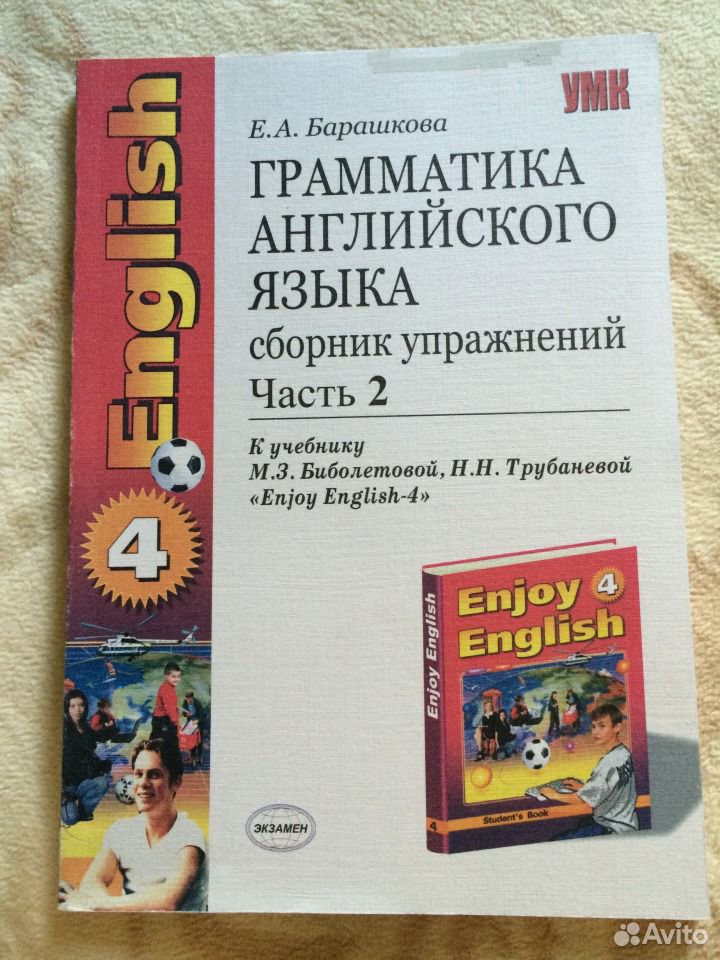 УМК
Е.А. Барашкова
ГРАММАТИКА
АНГЛИЙСКОГО
ЯЗЫКА
сборник упражнений
Часть 2
К учебнику
М.З. Биболетовой, Н.Н. Трубаневой
«Enjoy English-4»
English
4
Enjoy 4
English
Enjoy English
4
Student's Book
ЭКЗАМЕН
Avito